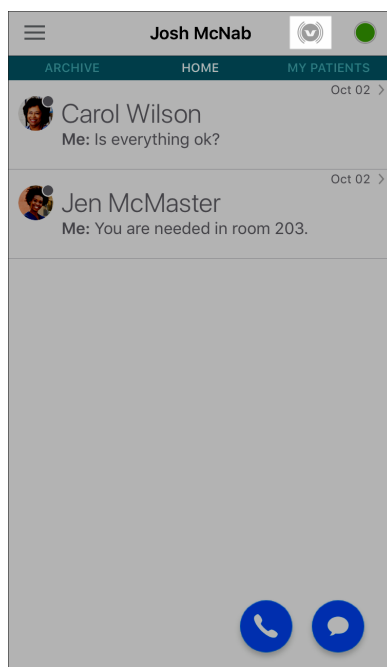 Josh McNab
ARCHIVE HOME MY PATIENTS
Oct 02
Carol Wilson
Me: Is everything ok?
Oct 02
Jen McMaster
Me: You are needed in room 203.